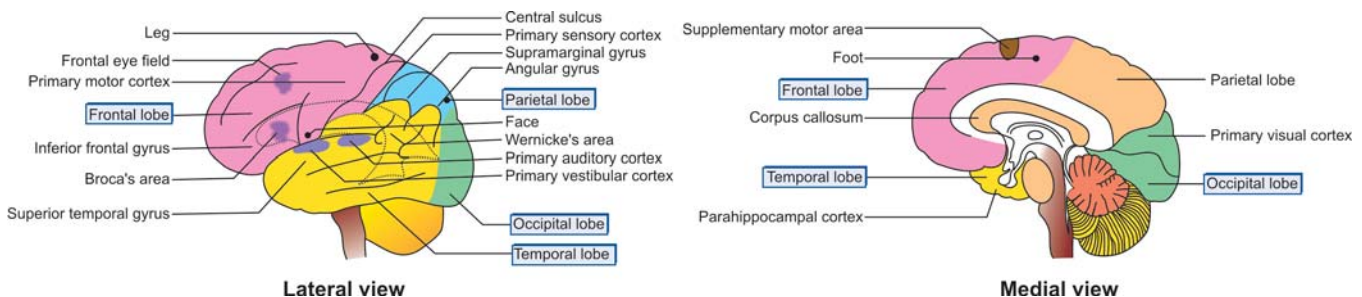 Leg
Frontal eye field
Primary motor cortex
Frontal lobe
Inferior frontal gyrus
Broca's area
Superior temporal gyrus
Central sulcus
Primary sensory cortex
Supramarginal gyrus
Angular gyrus
Parietal lobe
Face
Wernicke's area
Primary auditory cortex
Primary vestibular cortex
Occipital lobe
Temporal lobe
Lateral view
Supplementary motor area
Foot
Frontal lobe
Corpus callosum
Temporal lobe
Parahippocampal cortex
Parietal lobe
Primary visual cortex
Occipital lobe
Medial view